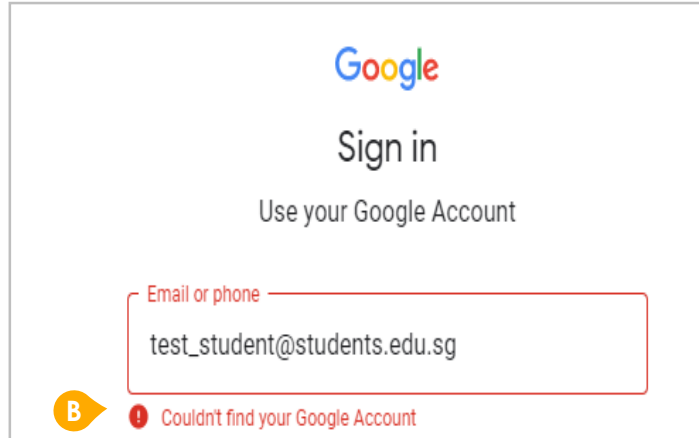 Google
Sign in
Use your Google Account
Email or phone
test_student@students.edu.sg
B
! Couldn't find your Google Account